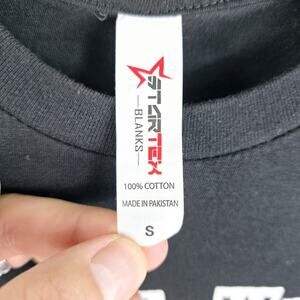 STARTEX
BLANKS
100% COTTON
MADE IN PAKISTAN
S